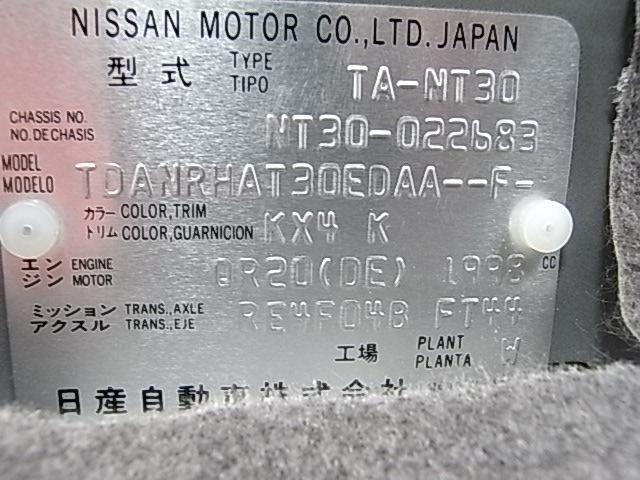 NISSAN MOTOR CO.,LTD. JAPAN
型式 TYPE TIPO TA-NT30
CHASSIS NO. NO. DE CHASIS NT30-022683
MODEL MODELO TDANRHAT30EDAA--F-
カラー COLOR,TRIM トリム COLOR,GUARNICION KX4 K
エンジン ENGINE MOTOR QR20(DE) 1998 CC
ミッション TRANS.,AXLE アクスル TRANS.,EJE RE4F04B FT44
工場 PLANT PLANTA W
日産自動車株式会社